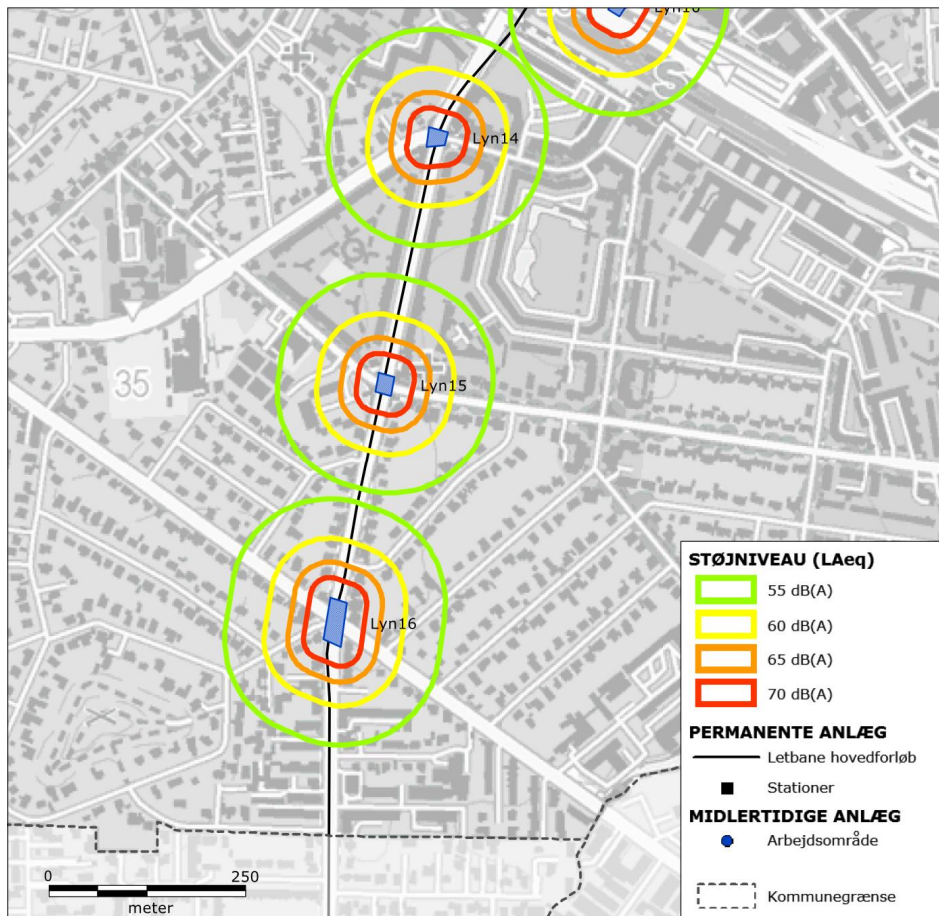 Lyn14
35
Lyn15
Lyn16
STØJNIVEAU (LAeq)
55 dB(A)
60 dB(A)
65 dB(A)
70 dB(A)
PERMANENTE ANLÆG
Letbane hovedforløb
Stationer
MIDLERTIDIGE ANLÆG
Arbejdsområde
Kommunegrænse
0 250
meter